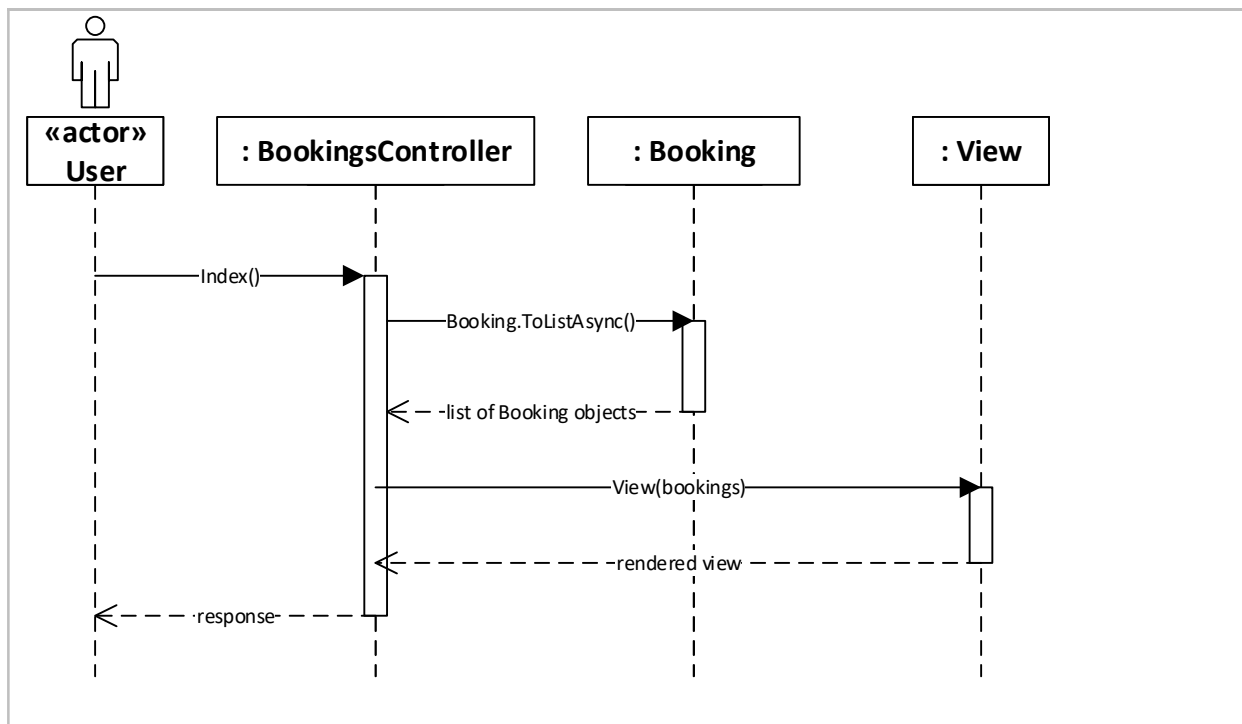 «actor»
User
: BookingsController
: Booking
: View
Index()
Booking.ToListAsync()
list of Booking objects
View(bookings)
rendered view
response